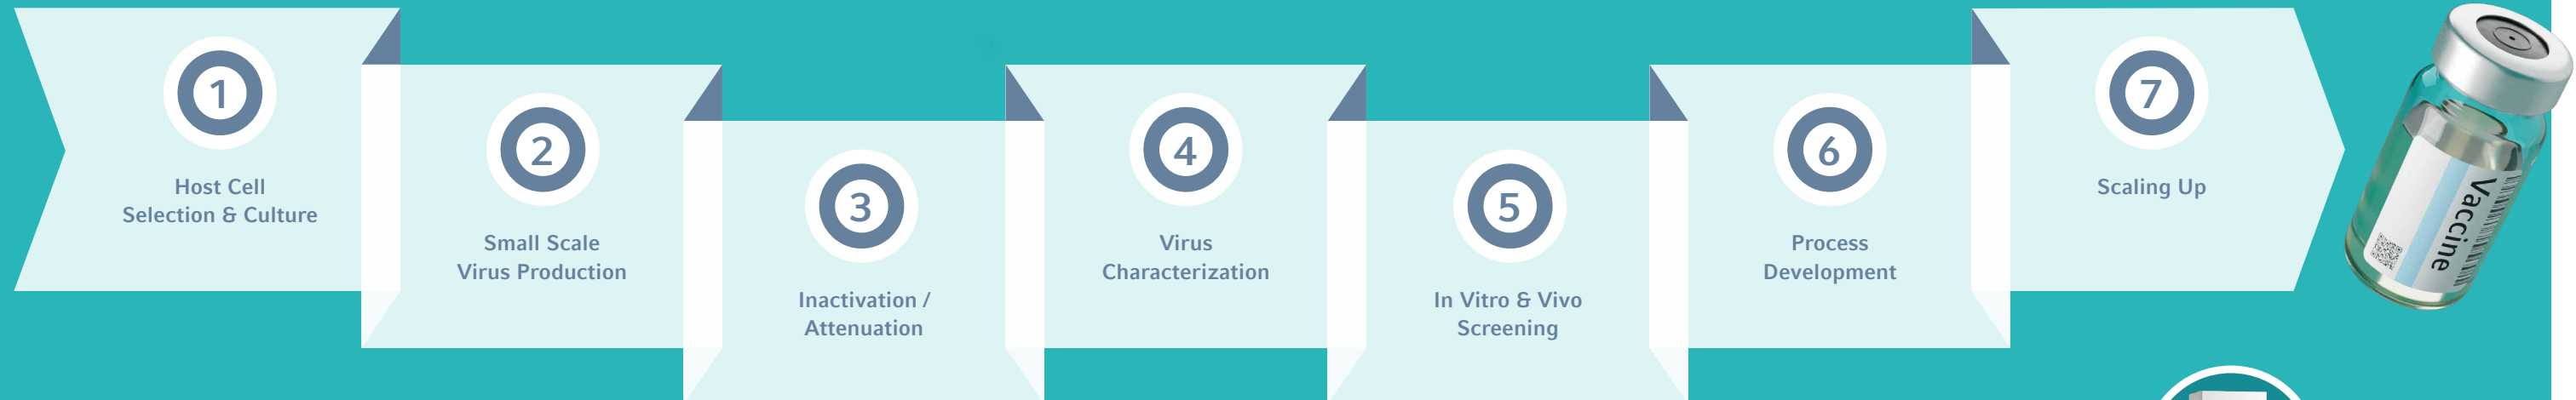 1
Host Cell
Selection & Culture
2
Small Scale
Virus Production
3
Inactivation /
Attenuation
4
Virus
Characterization
5
In Vitro & Vivo
Screening
6
Process
Development
7
Scaling Up
Vaccine